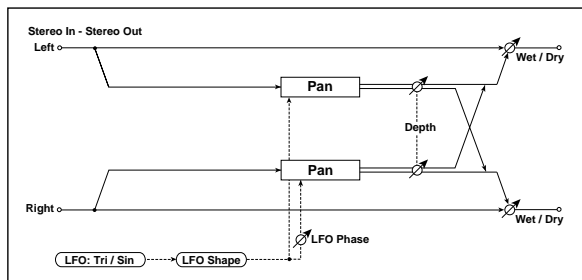 Stereo In - Stereo Out
Left
Wet / Dry
Pan
Depth
Pan
Right
Wet / Dry
LFO Phase
LFO: Tri / Sin
LFO Shape